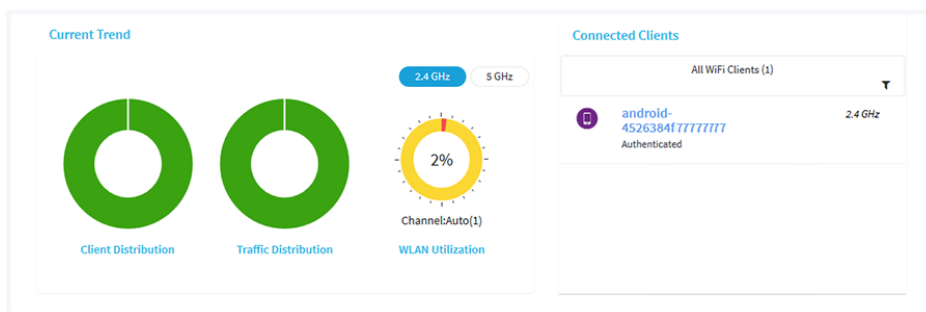 Current Trend
2.4 GHz
5 GHz
2%
Channel:Auto(1)
Client Distribution
Traffic Distribution
WLAN Utilization
Connected Clients
All WiFi Clients (1)
android-
4526384f77777777
2.4 GHz
Authenticated